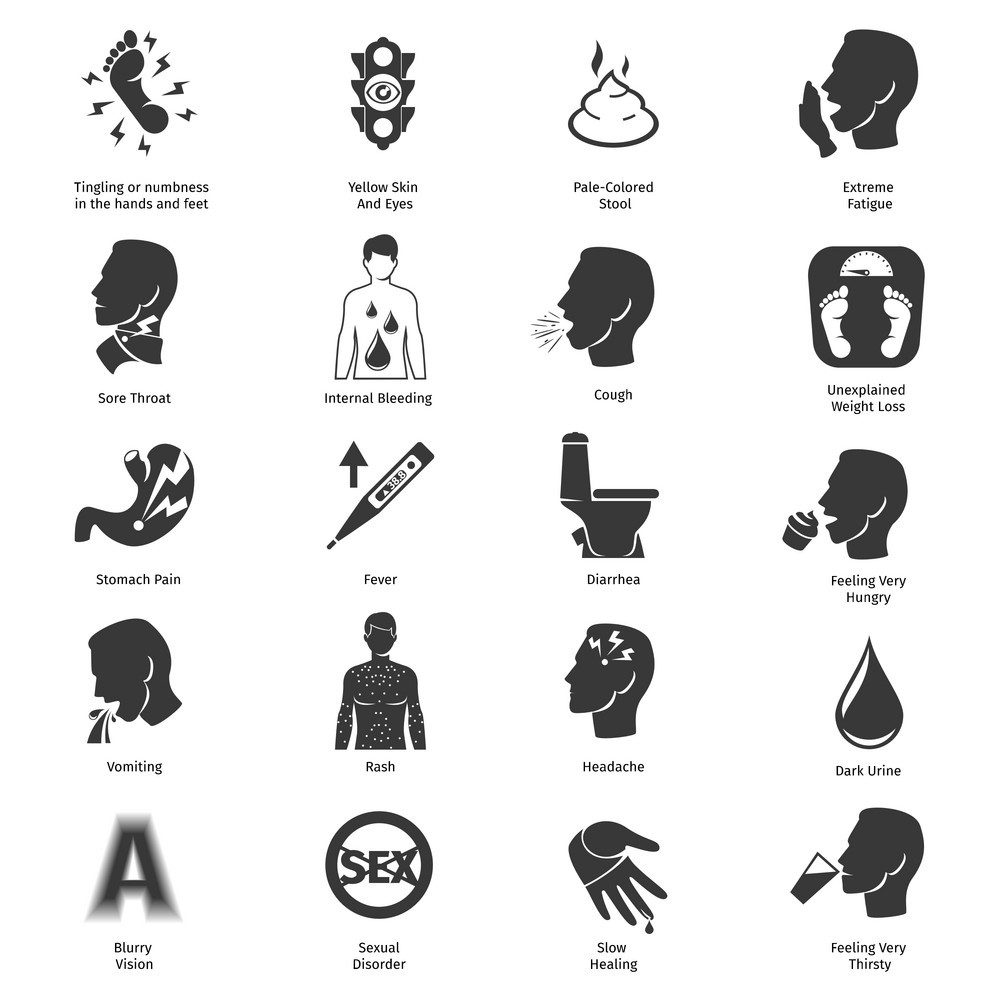 Tingling or numbness
in the hands and feet
Yellow Skin
And Eyes
Pale-Colored
Stool
Extreme
Fatigue
Sore Throat
Internal Bleeding
Cough
Unexplained
Weight Loss
Stomach Pain
▲38.8
Fever
Diarrhea
Feeling Very
Hungry
Vomiting
Rash
Headache
Dark Urine
A
Blurry
Vision
SEX
Sexual
Disorder
Slow
Healing
Feeling Very
Thirsty